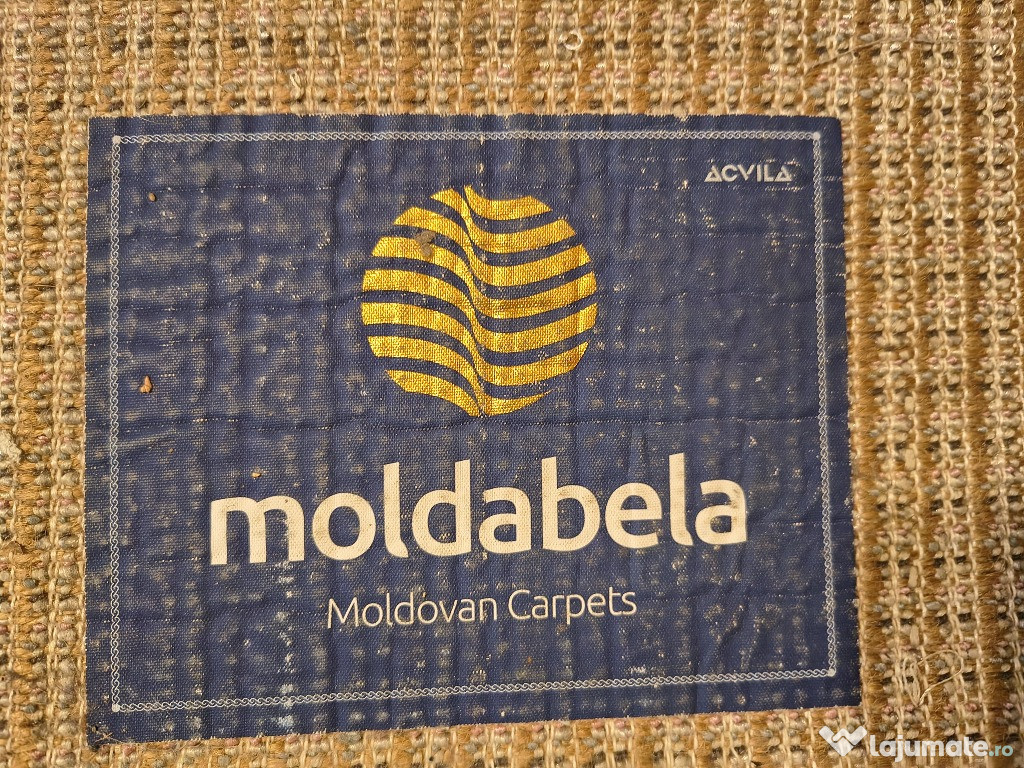 ACVILA
moldabela
Moldovan Carpets
lajumate.ro